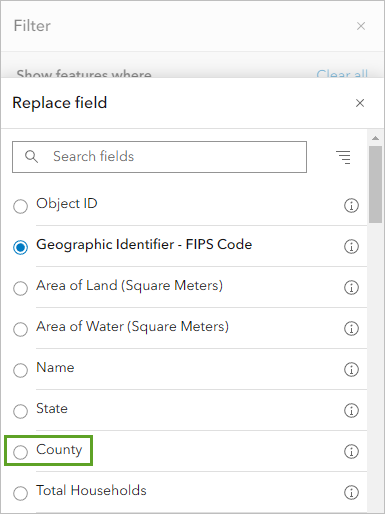 Filter
Show features where Clear all
Replace field
Search fields
Object ID
Geographic Identifier - FIPS Code
Area of Land (Square Meters)
Area of Water (Square Meters)
Name
State
County
Total Households